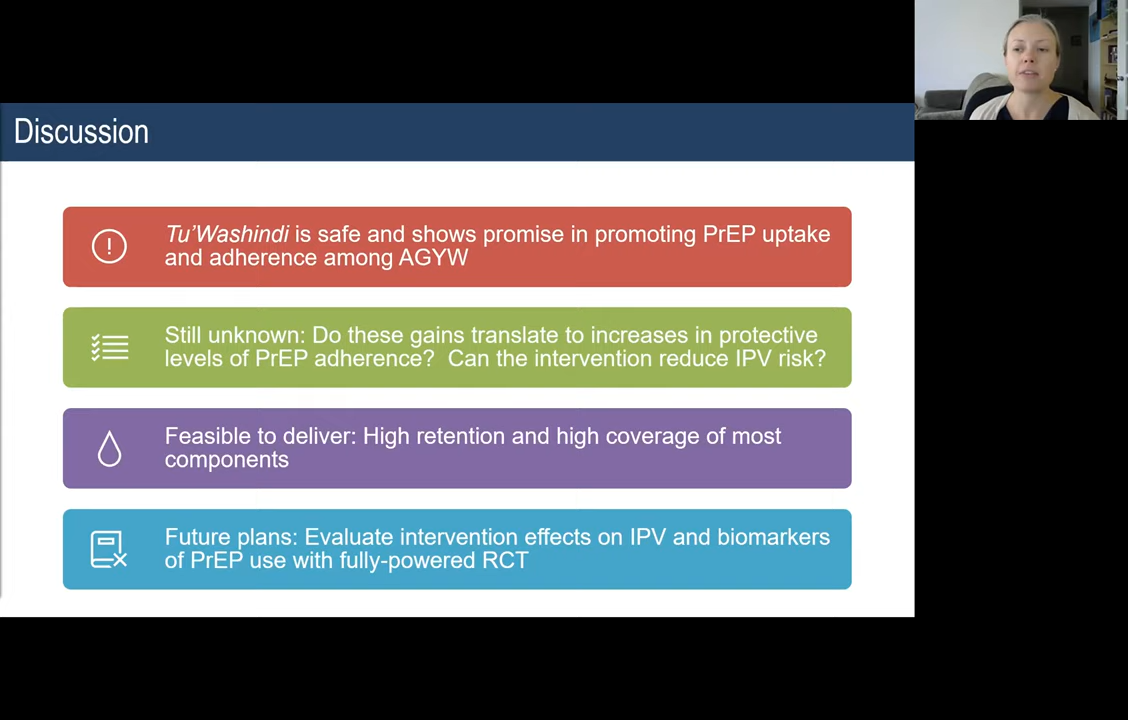 Discussion
Tu’Washindi is safe and shows promise in promoting PrEP uptake
and adherence among AGYW
Still unknown: Do these gains translate to increases in protective
levels of PrEP adherence?  Can the intervention reduce IPV risk?
Feasible to deliver: High retention and high coverage of most
components
Future plans: Evaluate intervention effects on IPV and biomarkers
of PrEP use with fully-powered RCT